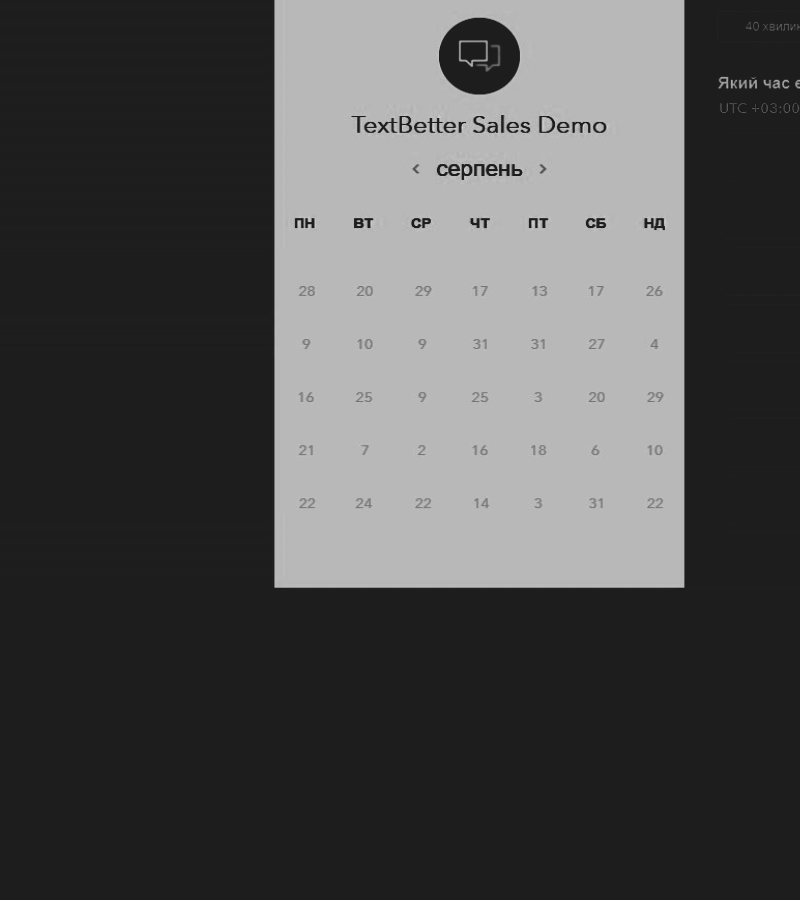 40 хвилин
TextBetter Sales Demo
Який час
UTC +03:00
< серпень >
ПН ВТ СР ЧТ ПТ СБ НД
28 20 29 17 13 17 26
9 10 9 31 31 27 4
16 25 9 25 3 20 29
21 7 2 16 18 6 10
22 24 22 14 3 31 22